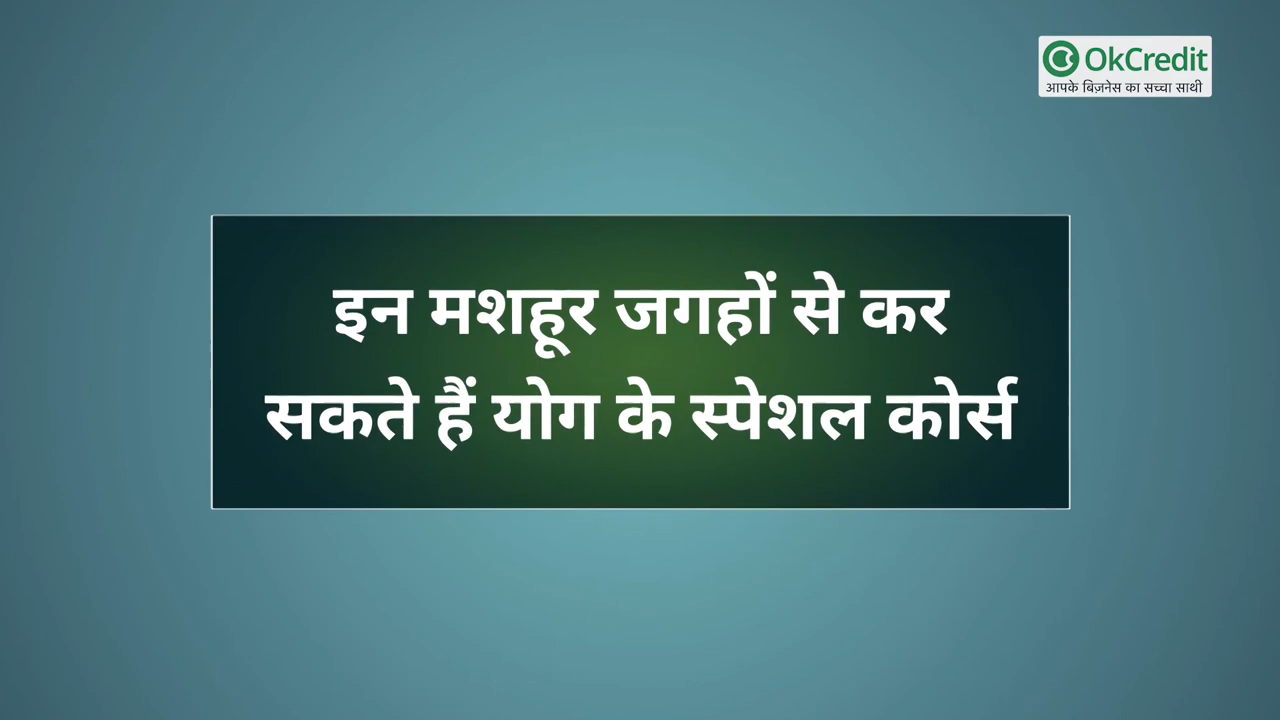 OkCredit
आपके बिज़नेस का सच्चा साथी
इन मशहूर जगहों से कर
सकते हैं योग के स्पेशल कोर्स